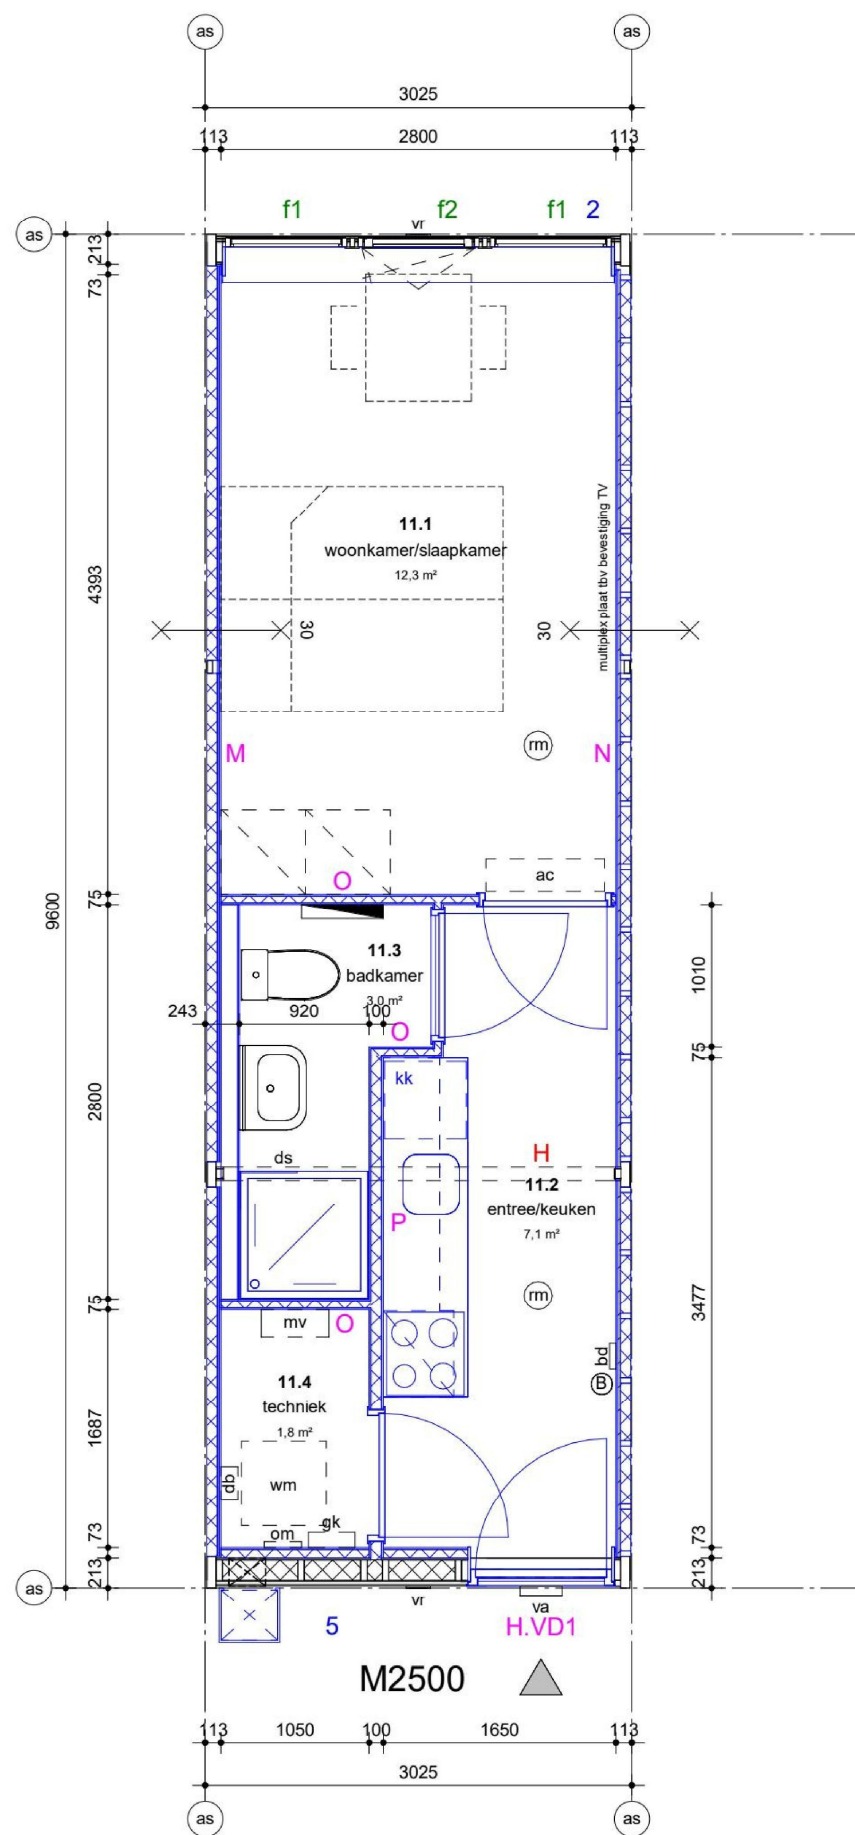 as as
3025
113 2800 113
f1 f2 f1 2
vr
as
213
73
11.1
woonkamer/slaapkamer
12,3 m²
multiplex plaat tbv bevestiging TV
4393
30 30
rm
M N
O
ac
75
9600
11.3
badkamer
3,0 m²
1010
243 920 100
O
75
kk
2800
ds
H
11.2
entree/keuken
7,1 m²
P
rm
75
mv O
3477
bd
B
11.4
techniek
1,8 m²
1687
db
wm
gk
om
73 73
213 213
as
vr
va
5 H.VD1
M2500
113 1050 100 1650 113
3025
as as